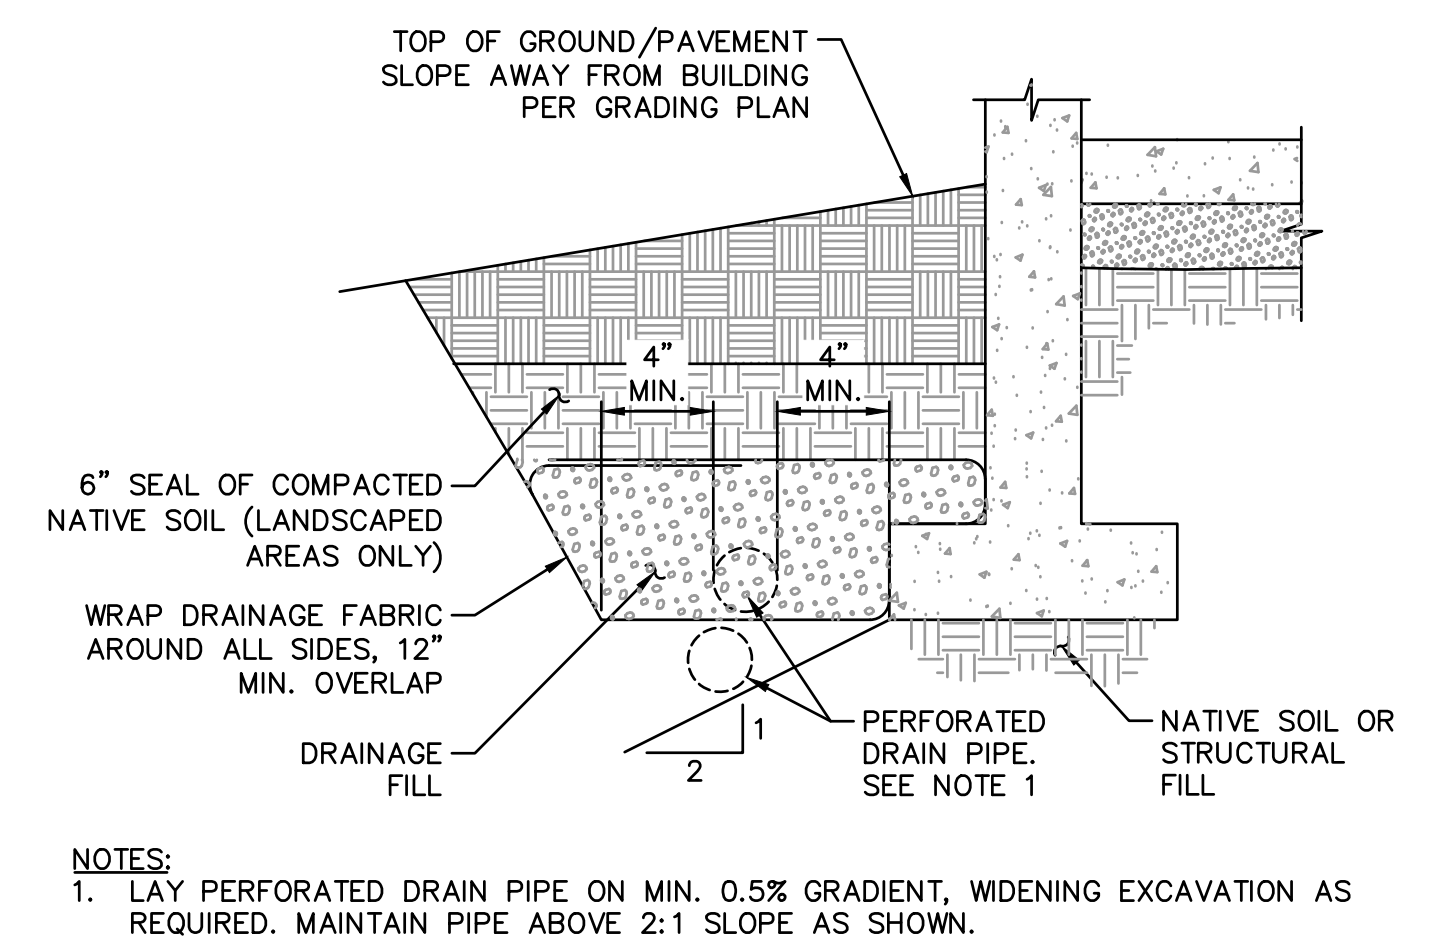 TOP OF GROUND/PAVEMENT
SLOPE AWAY FROM BUILDING
PER GRADING PLAN
4”
MIN.
4”
MIN.
6” SEAL OF COMPACTED
NATIVE SOIL (LANDSCAPED
AREAS ONLY)
WRAP DRAINAGE FABRIC
AROUND ALL SIDES, 12”
MIN. OVERLAP
DRAINAGE
FILL
1
2
PERFORATED
DRAIN PIPE.
SEE NOTE 1
NATIVE SOIL OR
STRUCTURAL
FILL
NOTES:
1. LAY PERFORATED DRAIN PIPE ON MIN. 0.5% GRADIENT, WIDENING EXCAVATION AS
REQUIRED. MAINTAIN PIPE ABOVE 2:1 SLOPE AS SHOWN.